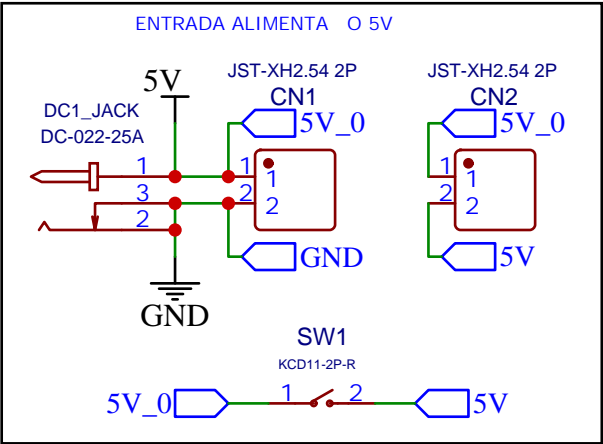 ENTRADA ALIMENTA O 5V
JST-XH2.54 2P
CN1
JST-XH2.54 2P
CN2
5V
DC1_JACK
DC-022-25A
5V_0
5V_0
1
3
2
1
2
1
2
1
2
1
2
GND
5V
GND
SW1
KCD11-2P-R
5V_0
1
2
5V